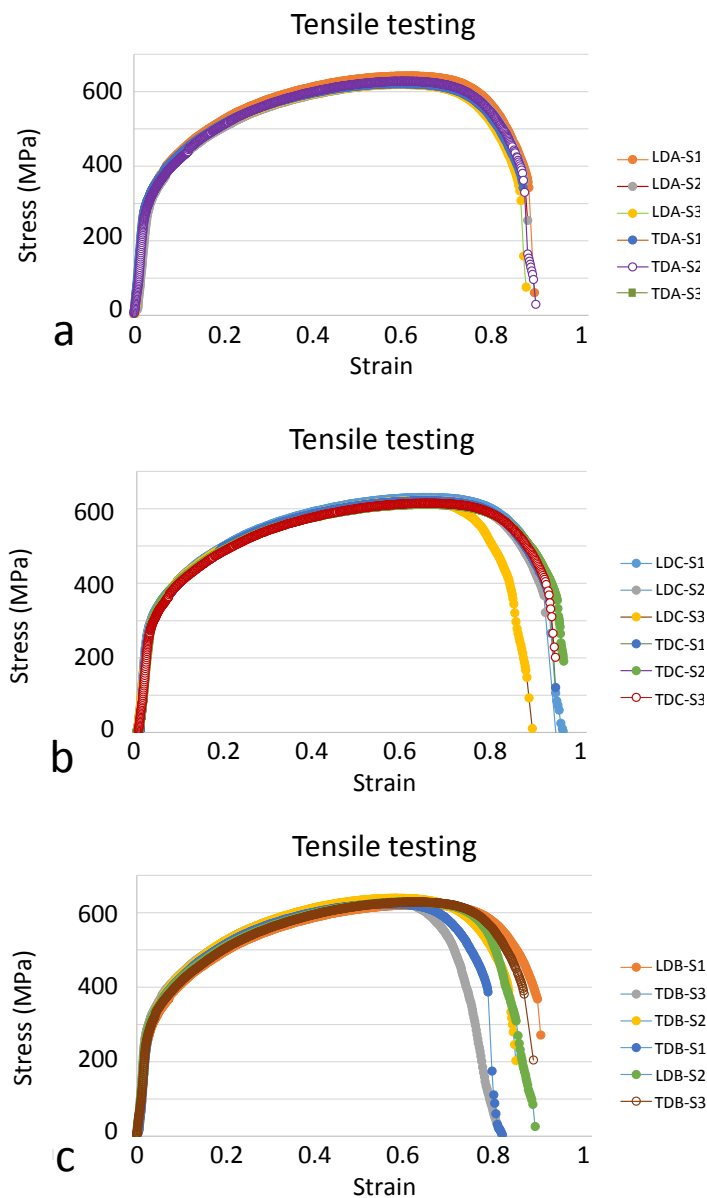 Tensile testing
600
400
200
0
Stress (MPa)
0 0.2 0.4 0.6 0.8 1
Strain
a
LDA-S1
LDA-S2
LDA-S3
TDA-S1
TDA-S2
TDA-S3
Tensile testing
600
400
200
0
Stress (MPa)
0 0.2 0.4 0.6 0.8 1
Strain
b
LDC-S1
LDC-S2
LDC-S3
TDC-S1
TDC-S2
TDC-S3
Tensile testing
600
400
200
0
Stress (MPa)
0 0.2 0.4 0.6 0.8 1
Strain
c
LDB-S1
TDB-S3
TDB-S2
TDB-S1
LDB-S2
TDB-S3